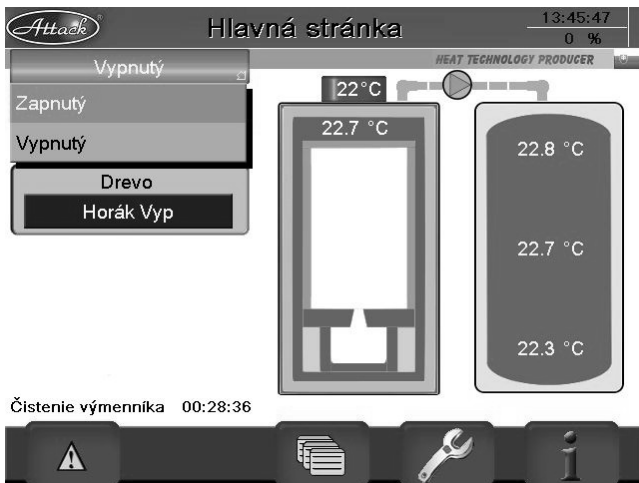 Attack
Hlavná stránka
13:45:47
0 %
HEAT TECHNOLOGY PRODUCER
Vypnutý
Zapnutý
Vypnutý
Drevo
Horák Vyp
22°C
22.7 °C
22.8 °C
22.7 °C
22.3 °C
Čistenie výmenníka 00:28:36